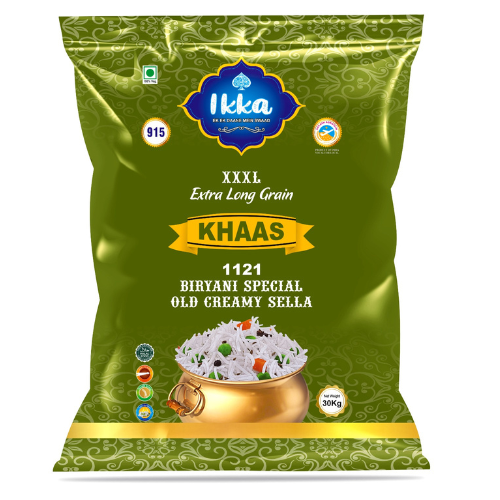 Ikka
915
XXXL
Extra Long Grain
KHAAS
1121
BIRYANI SPECIAL
OLD CREAMY SELLA
Net Weight
30Kg